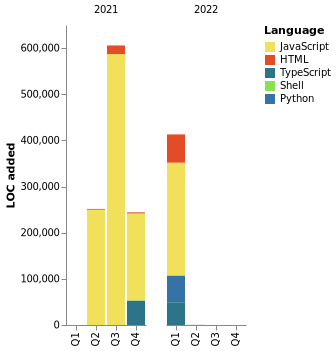 2021 2022
Language
JavaScript
HTML
TypeScript
Shell
Python
LOC added
600,000
500,000
400,000
300,000
200,000
100,000
0
Q1 Q2 Q3 Q4 Q1 Q2 Q3 Q4